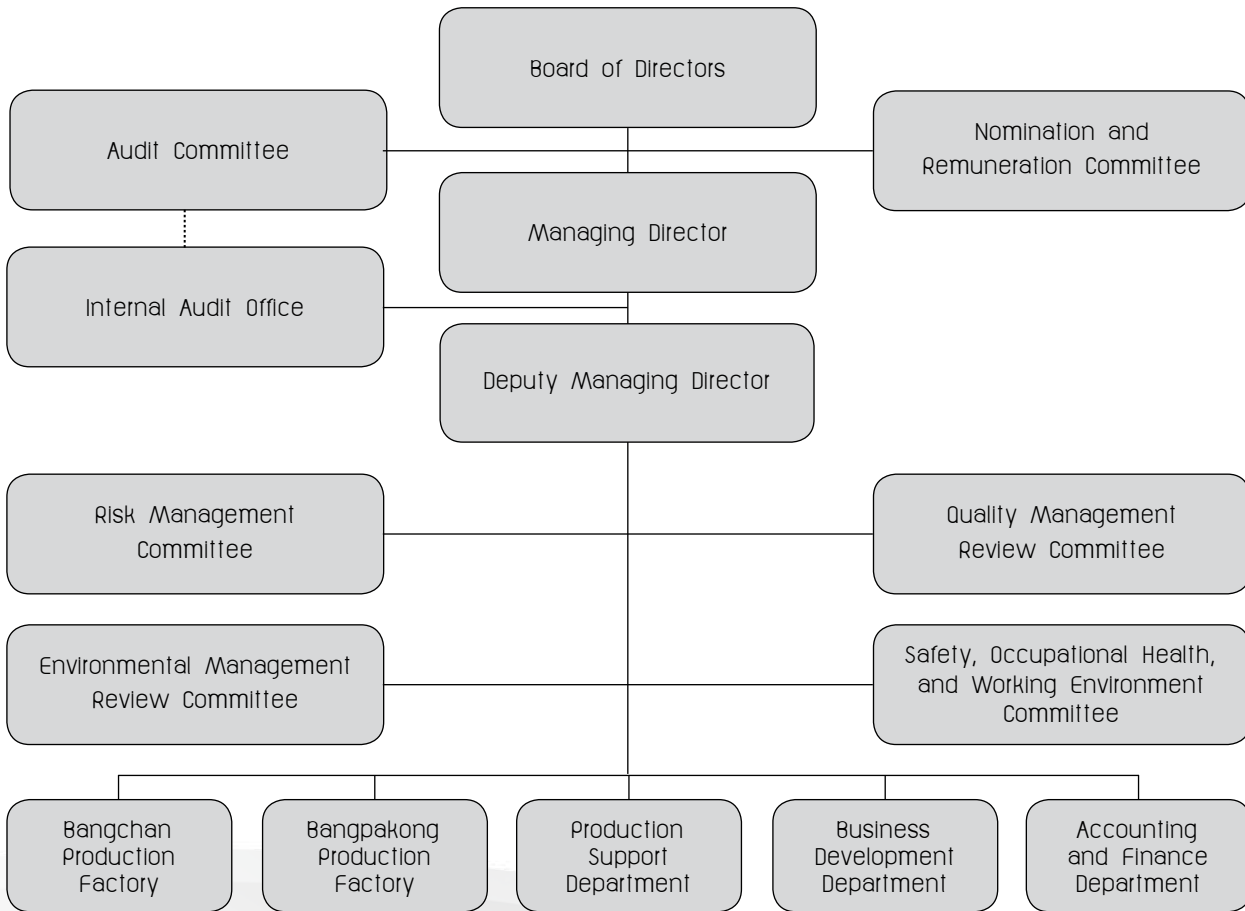 Board of Directors
Audit Committee
Nomination and
Remuneration Committee
Managing Director
Internal Audit Office
Deputy Managing Director
Risk Management
Committee
Quality Management
Review Committee
Environmental Management
Review Committee
Safety, Occupational Health,
and Working Environment
Committee
Bangchan
Production
Factory
Bangpakong
Production
Factory
Production
Support
Department
Business
Development
Department
Accounting
and Finance
Department